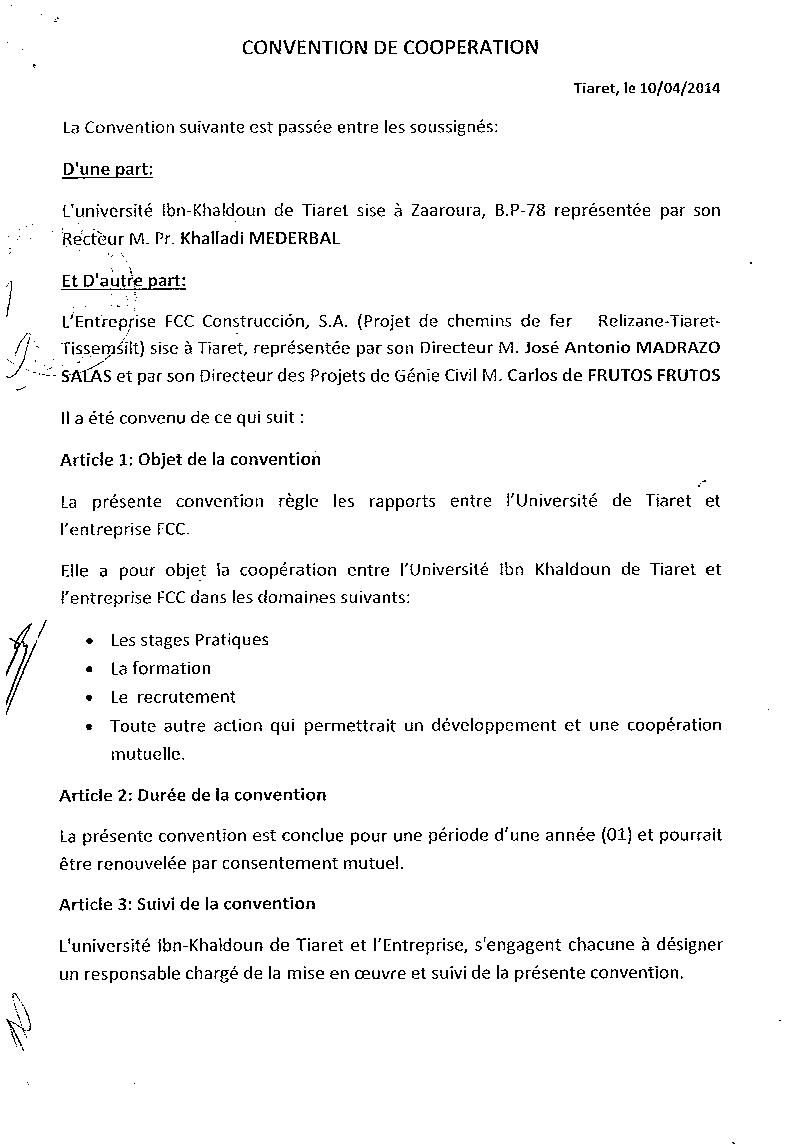 CONVENTION DE COOPERATION
Tiaret, le 10/04/2014
La Convention suivante est passée entre les soussignés:
D'une part:
L'université Ibn-Khaldoun de Tiaret sise à Zaaroura, B.P-78 représentée par son
Recteur M. Pr. Khalladi MEDERBAL
Et D'autre part:
L'Entreprise FCC Construcción, S.A. (Projet de chemins de fer Relizane-Tiaret-
Tissemsilt) sise à Tiaret, représentée par son Directeur M. José Antonio MADRAZO
SALAS et par son Directeur des Projets de Génie Civil M. Carlos de FRUTOS FRUTOS
Il a été convenu de ce qui suit :
Article 1: Objet de la convention
La présente convention règle les rapports entre l'Université de Tiaret et
l'entreprise FCC.
Elle a pour objet la coopération entre l'Université Ibn Khaldoun de Tiaret et
l'entreprise FCC dans les domaines suivants:
• Les stages Pratiques
• La formation
• Le recrutement
• Toute autre action qui permettrait un développement et une coopération
mutuelle.
Article 2: Durée de la convention
La présente convention est conclue pour une période d'une année (01) et pourrait
être renouvelée par consentement mutuel.
Article 3: Suivi de la convention
L'université Ibn-Khaldoun de Tiaret et l'Entreprise, s'engagent chacune à désigner
un responsable chargé de la mise en œuvre et suivi de la présente convention.